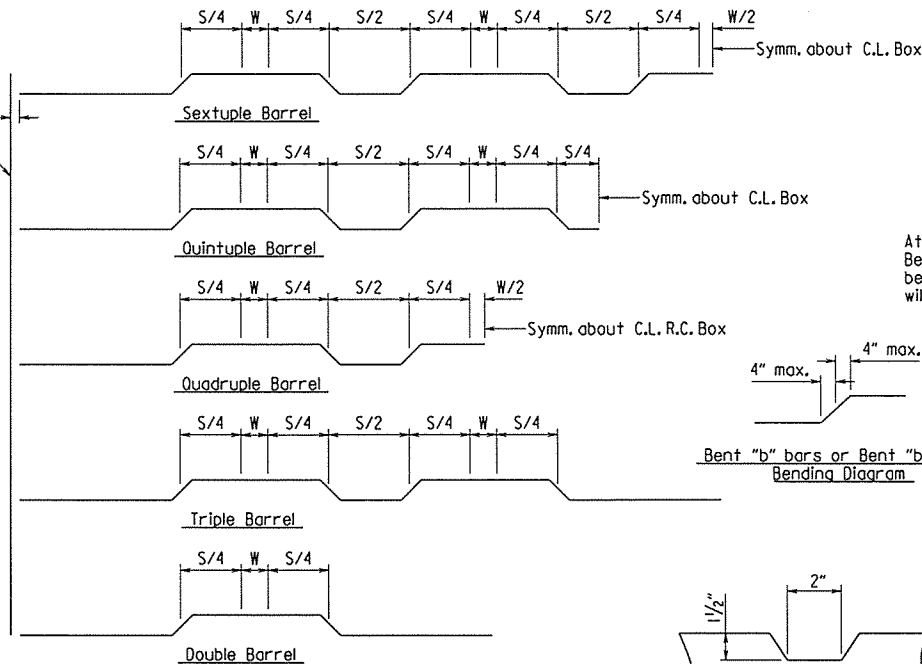 S/4 W S/4 S/2 S/4 W S/4 S/2 S/4 W/2
Symm. about C.L. Box
Sextuple Barrel
S/4 W S/4 S/2 S/4 W S/4 S/4
Symm. about C.L. Box
Quintuple Barrel
At
Be
be
wil
S/4 W S/4 S/2 S/4 W/2
Symm. about C.L. R.C. Box
Quadruple Barrel
4" max.
4" max.
Bent "b" bars or Bent "b
Bending Diagram
S/4 W S/4 S/2 S/4 W S/4
Triple Barrel
S/4 W S/4
Double Barrel
2"
1½"